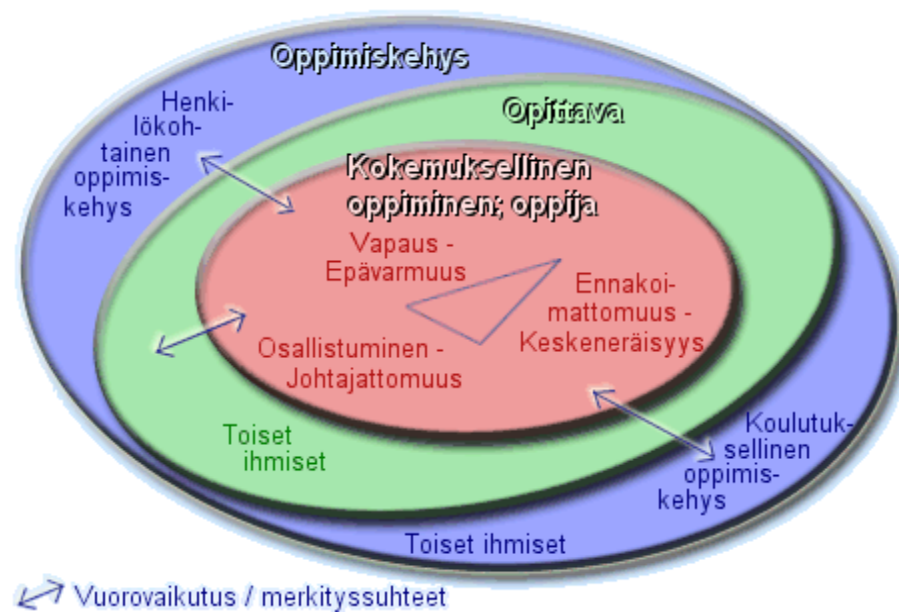 Oppimiskehys
Henki-
lökoh-
tainen
oppimis-
kehys
Opittava
Kokemuksellinen
oppiminen; oppija
Vapaus -
Epävarmuus
Ennakoi-
mattomuus -
Keskeneräisyys
Osallistuminen -
Johtajattomuus
Toiset
ihmiset
Koulutuk-
sellinen
oppimis-
kehys
Toiset ihmiset
Vuorovaikutus / merkityssuhteet